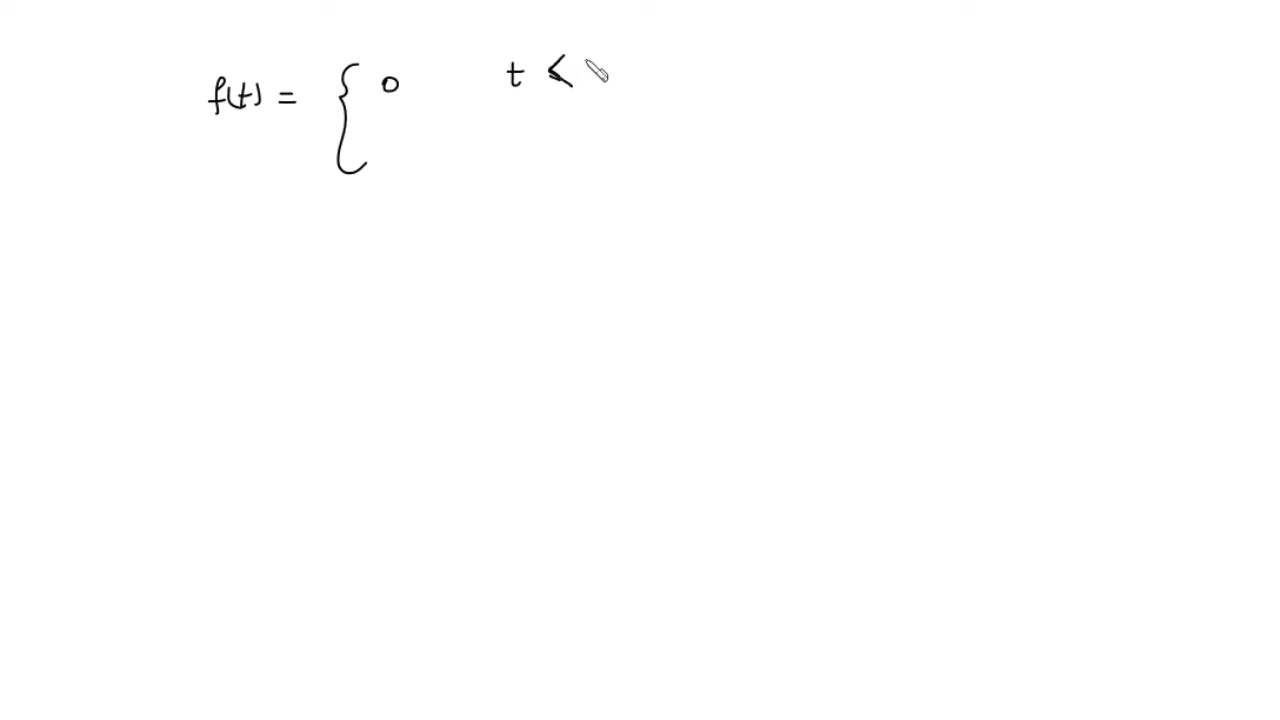 f(t) = { 0 t <